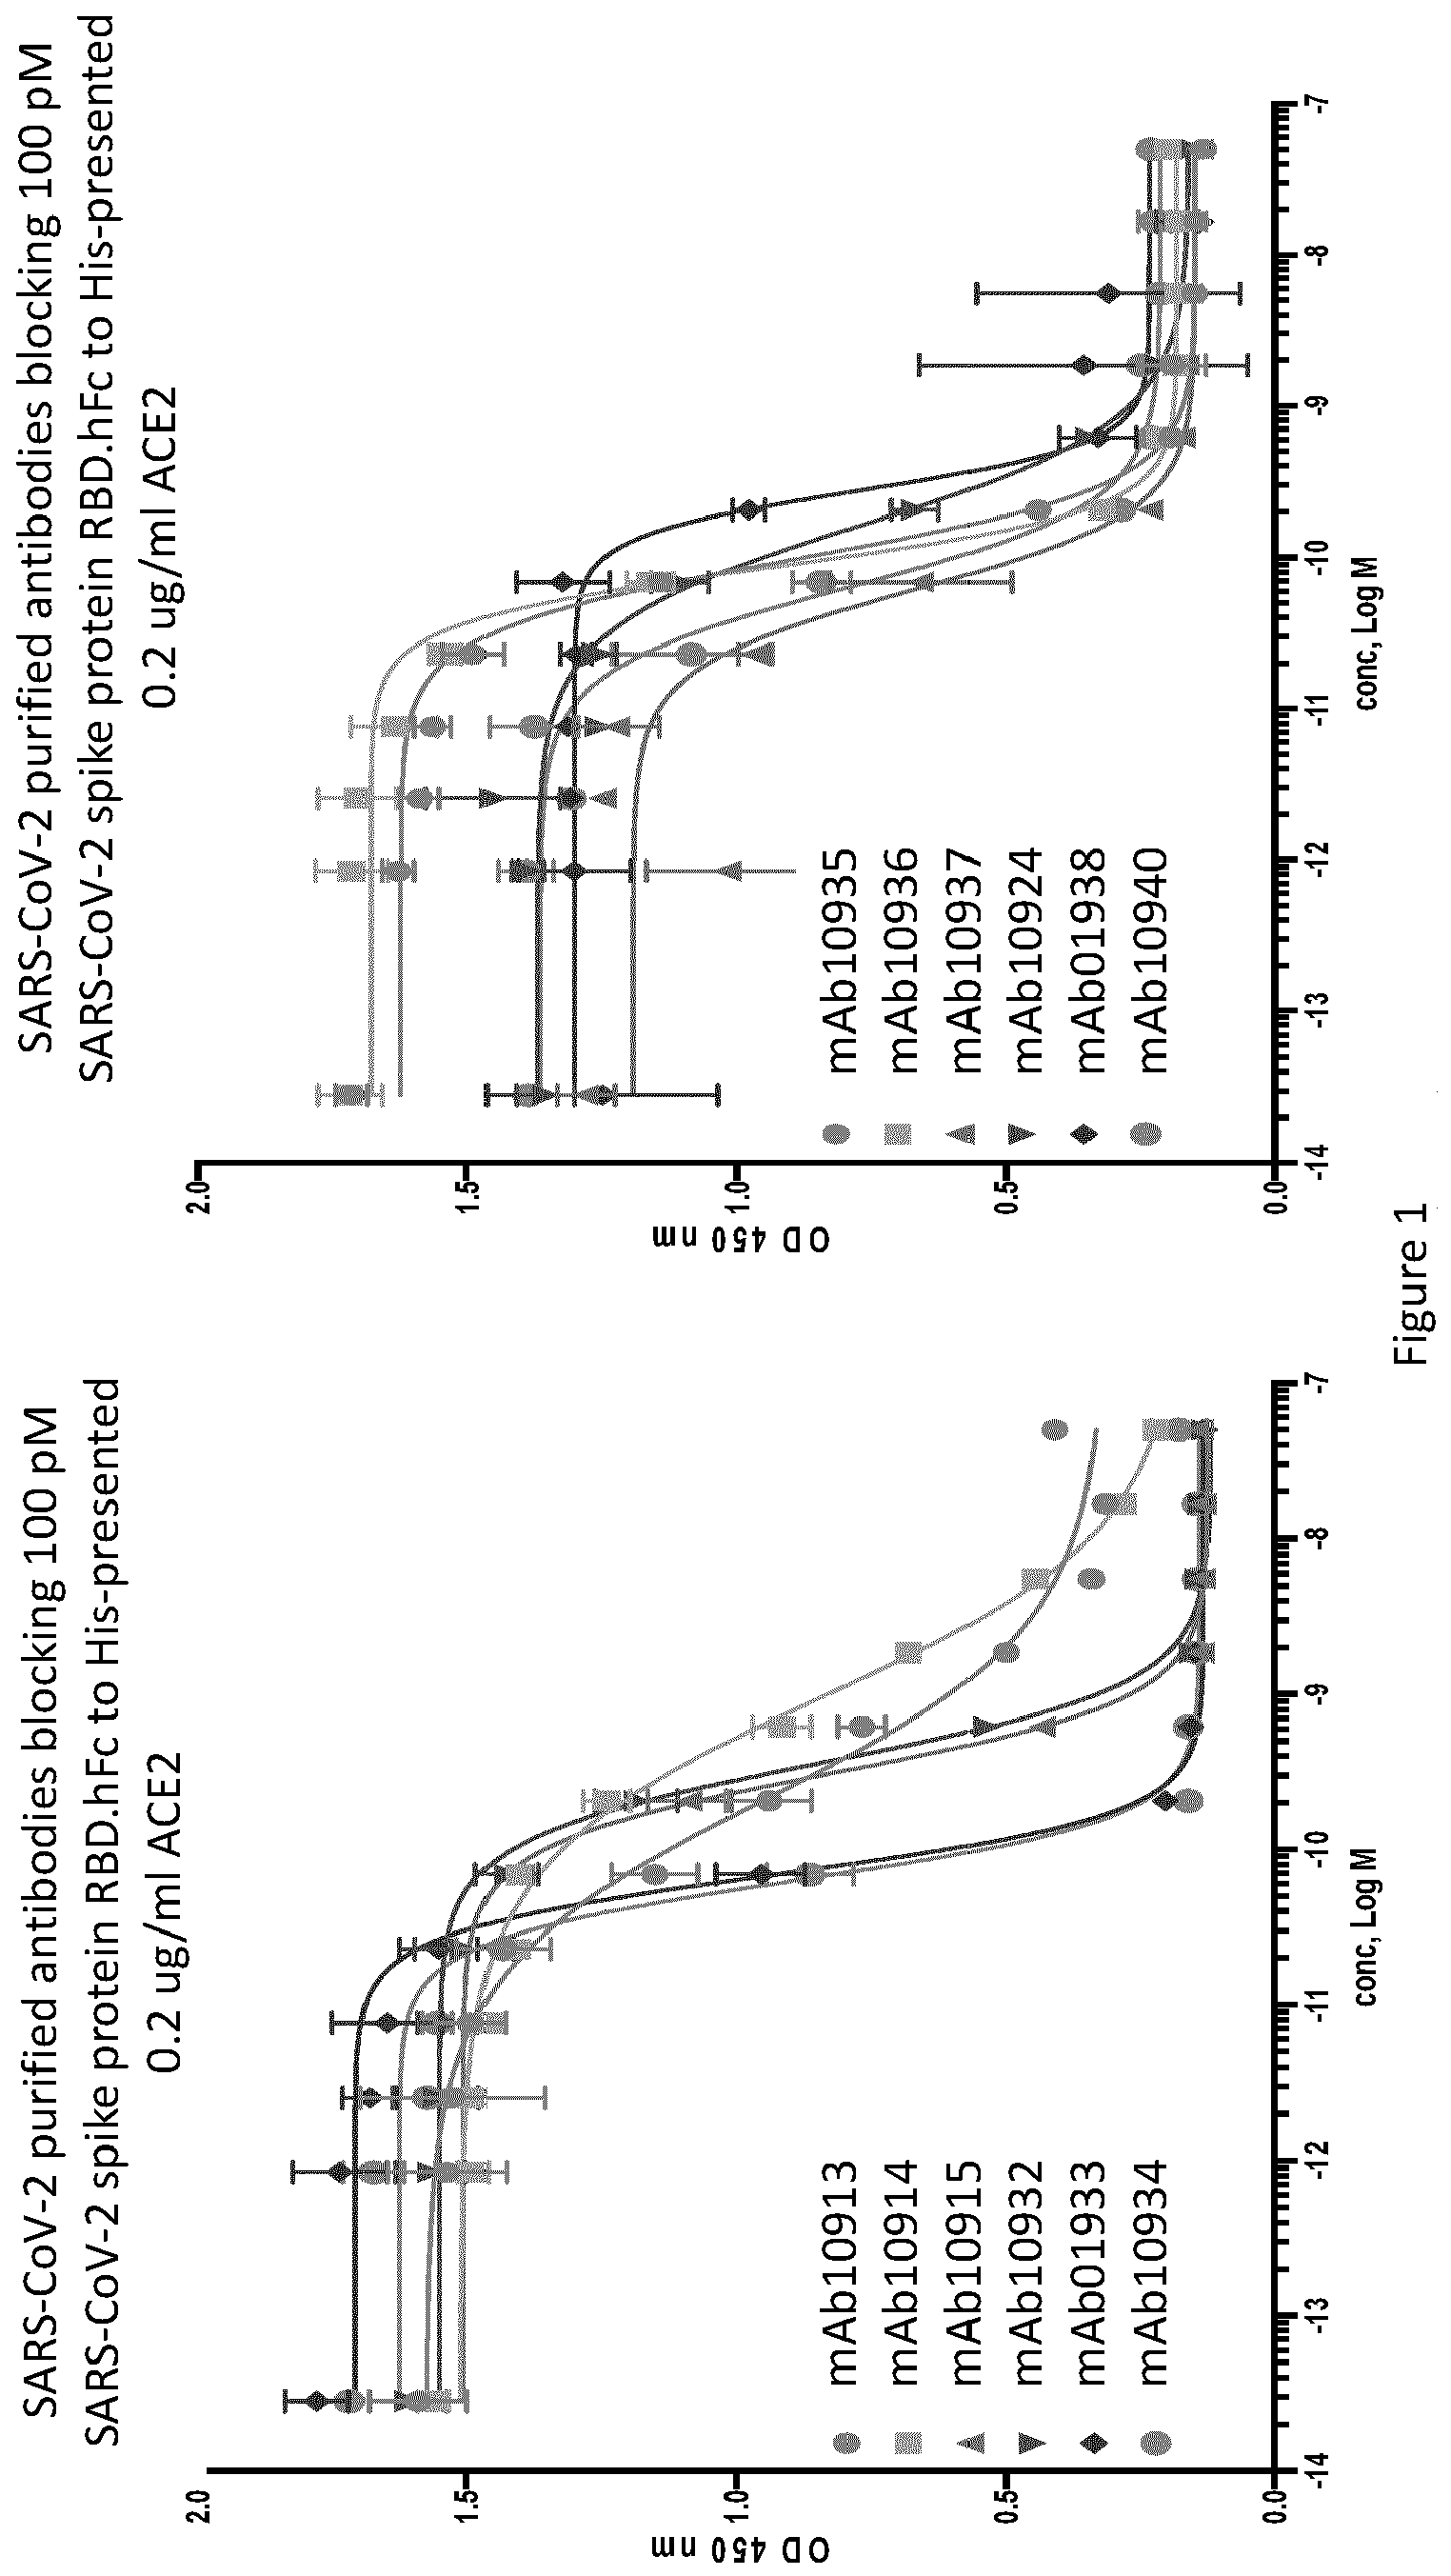 SARS-CoV-2 purified antibodies blocking 100 pM
SARS-CoV-2 spike protein RBD.hFc to His-presented
0.2 ug/ml ACE2
OD 450 nm
2.0
1.5
1.0
0.5
0.0
mAb10913
mAb10914
mAb10915
mAb10932
mAb01933
mAb10934
-14
-13
-12
-11
-10
-9
-8
-7
conc, Log M
SARS-CoV-2 purified antibodies blocking 100 pM
SARS-CoV-2 spike protein RBD.hFc to His-presented
0.2 ug/ml ACE2
OD 450 nm
2.0
1.5
1.0
0.5
0.0
mAb10935
mAb10936
mAb10937
mAb10924
mAb01938
mAb10940
-14
-13
-12
-11
-10
-9
-8
-7
conc, Log M
Figure 1